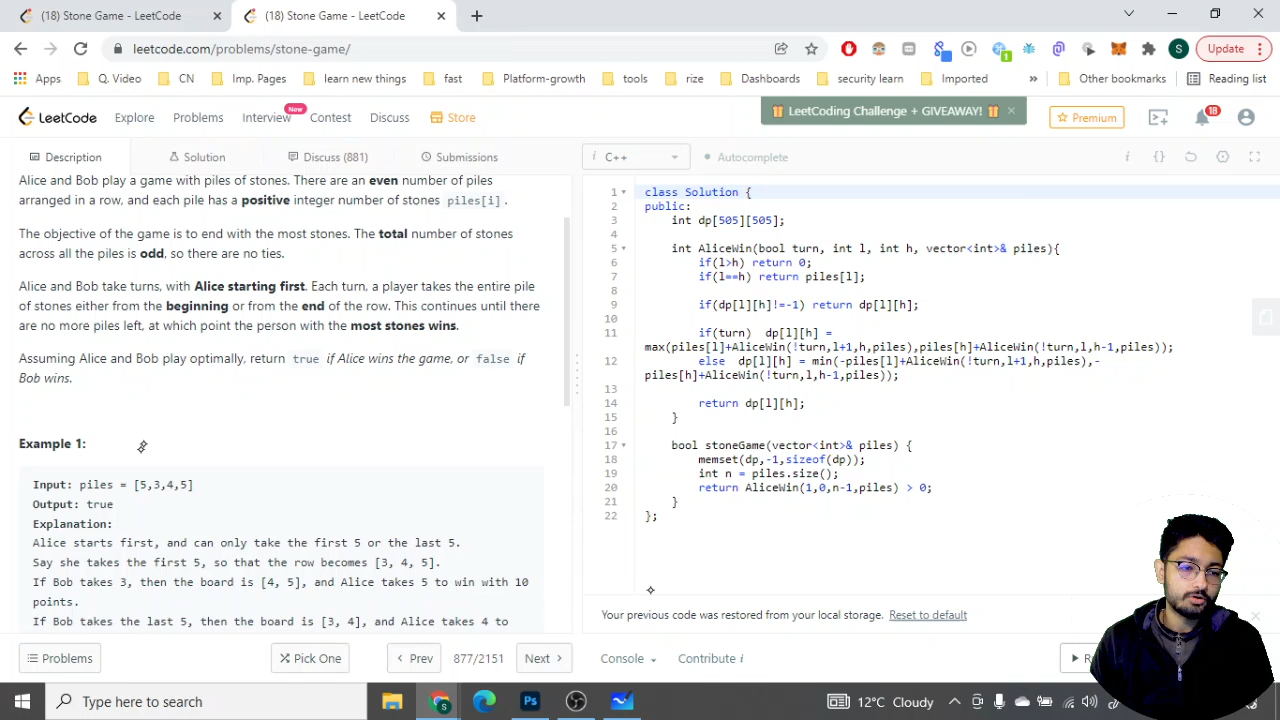 (18) Stone Game - LeetCode
(18) Stone Game - LeetCode
leetcode.com/problems/stone-game/
Update
Apps
Q. Video
CN
Imp. Pages
learn new things
fast
Platform-growth
tools
rize
Dashboards
security learn
Imported
»
Other bookmarks
Reading list
LeetCode
Explore
Problems
Interview
New
Contest
Discuss
Store
LeetCoding Challenge + GIVEAWAY!
Premium
18
Description
Solution
Discuss (881)
Submissions
i C++
Autocomplete
Alice and Bob play a game with piles of stones. There are an even number of piles
arranged in a row, and each pile has a positive integer number of stones piles[i].
The objective of the game is to end with the most stones. The total number of stones
across all the piles is odd, so there are no ties.
Alice and Bob take turns, with Alice starting first. Each turn, a player takes the entire pile
of stones either from the beginning or from the end of the row. This continues until there
are no more piles left, at which point the person with the most stones wins.
Assuming Alice and Bob play optimally, return true if Alice wins the game, or false if
Bob wins.
Example 1:
Input: piles = [5,3,4,5]
Output: true
Explanation:
Alice starts first, and can only take the first 5 or the last 5.
Say she takes the first 5, so that the row becomes [3, 4, 5].
If Bob takes 3, then the board is [4, 5], and Alice takes 5 to win with 10
points.
If Bob takes the last 5, then the board is [3, 4], and Alice takes 4 to
1 class Solution {
2 public:
3 int dp[505][505];
4
5 int AliceWin(bool turn, int l, int h, vector<int>& piles){
6 if(l>h) return 0;
7 if(l==h) return piles[l];
8
9 if(dp[l][h]!=-1) return dp[l][h];
10
11 if(turn) dp[l][h] =
max(piles[l]+AliceWin(!turn,l+1,h,piles),piles[h]+AliceWin(!turn,l,h-1,piles));
12 else dp[l][h] = min(-piles[l]+AliceWin(!turn,l+1,h,piles),-
piles[h]+AliceWin(!turn,l,h-1,piles));
13
14 return dp[l][h];
15 }
16
17 bool stoneGame(vector<int>& piles) {
18 memset(dp,-1,sizeof(dp));
19 int n = piles.size();
20 return AliceWin(1,0,n-1,piles) > 0;
21 }
22 };
Your previous code was restored from your local storage. Reset to default
Problems
Pick One
Prev
877/2151
Next
Console
Contribute i
Type here to search
12°C Cloudy